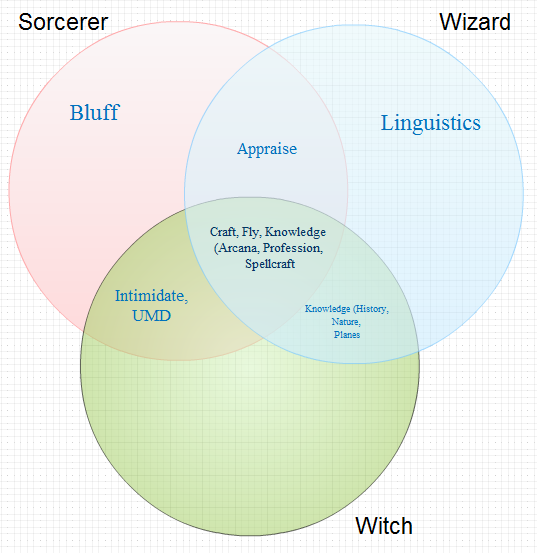 Sorcerer
Wizard
Bluff
Linguistics
Appraise
Craft, Fly, Knowledge
(Arcana, Profession,
Spellcraft
Intimidate,
UMD
Knowledge (History,
Nature,
Planes
Witch